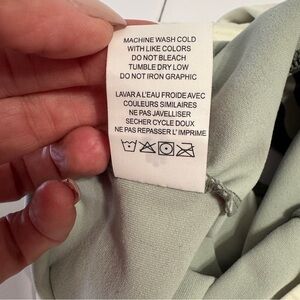 MACHINE WASH COLD
WITH LIKE COLORS
DO NOT BLEACH
TUMBLE DRY LOW
DO NOT IRON GRAPHIC
LAVAR A L'EAU FROIDE AVEC
COULEURS SIMILAIRES
NE PAS JAVELLISER
SECHER CYCLE DOUX
NE PAS REPASSER L' IMPRIME